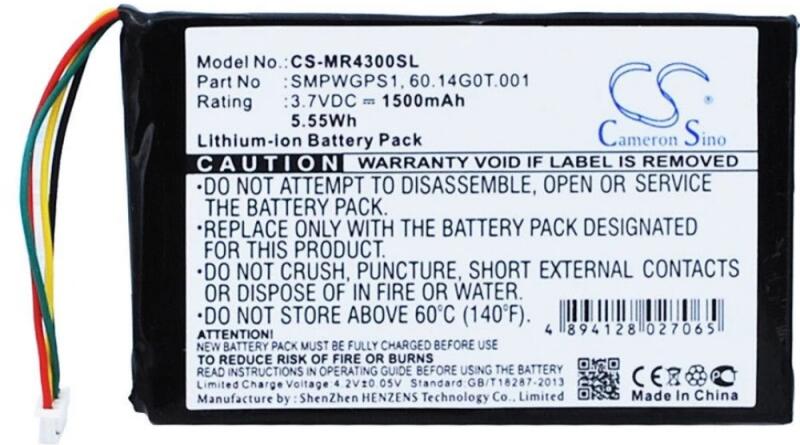 Model No.: CS-MR4300SL
Part No : SMPWGPS1, 60.14G0T.001
Rating : 3.7VDC ⎓ 1500mAh
5.55Wh
Lithium-ion Battery Pack
CS
Cameron Sino
CAUTION WARRANTY VOID IF LABEL IS REMOVED
•DO NOT ATTEMPT TO DISASSEMBLE, OPEN OR SERVICE
THE BATTERY PACK.
•REPLACE ONLY WITH THE BATTERY PACK DESIGNATED
FOR THIS PRODUCT.
•DO NOT CRUSH, PUNCTURE, SHORT EXTERNAL CONTACTS
OR DISPOSE OF IN FIRE OR WATER.
•DO NOT STORE ABOVE 60°C (140°F).
4 894128 027065
ATTENTION!
NEW BATTERY PACK MUST BE FULLY CHARGED BEFORE USE
TO REDUCE RISK OF FIRE OR BURNS
READ INSTRUCTIONS IN OPERATING MANUAL BEFORE USE
Limited Charge Voltage:4.2V±0.05V Standard:GB/T18287-2013
Manufacture by : ShenZhen HENZENS Technology Co., Ltd.
CE
Made In China